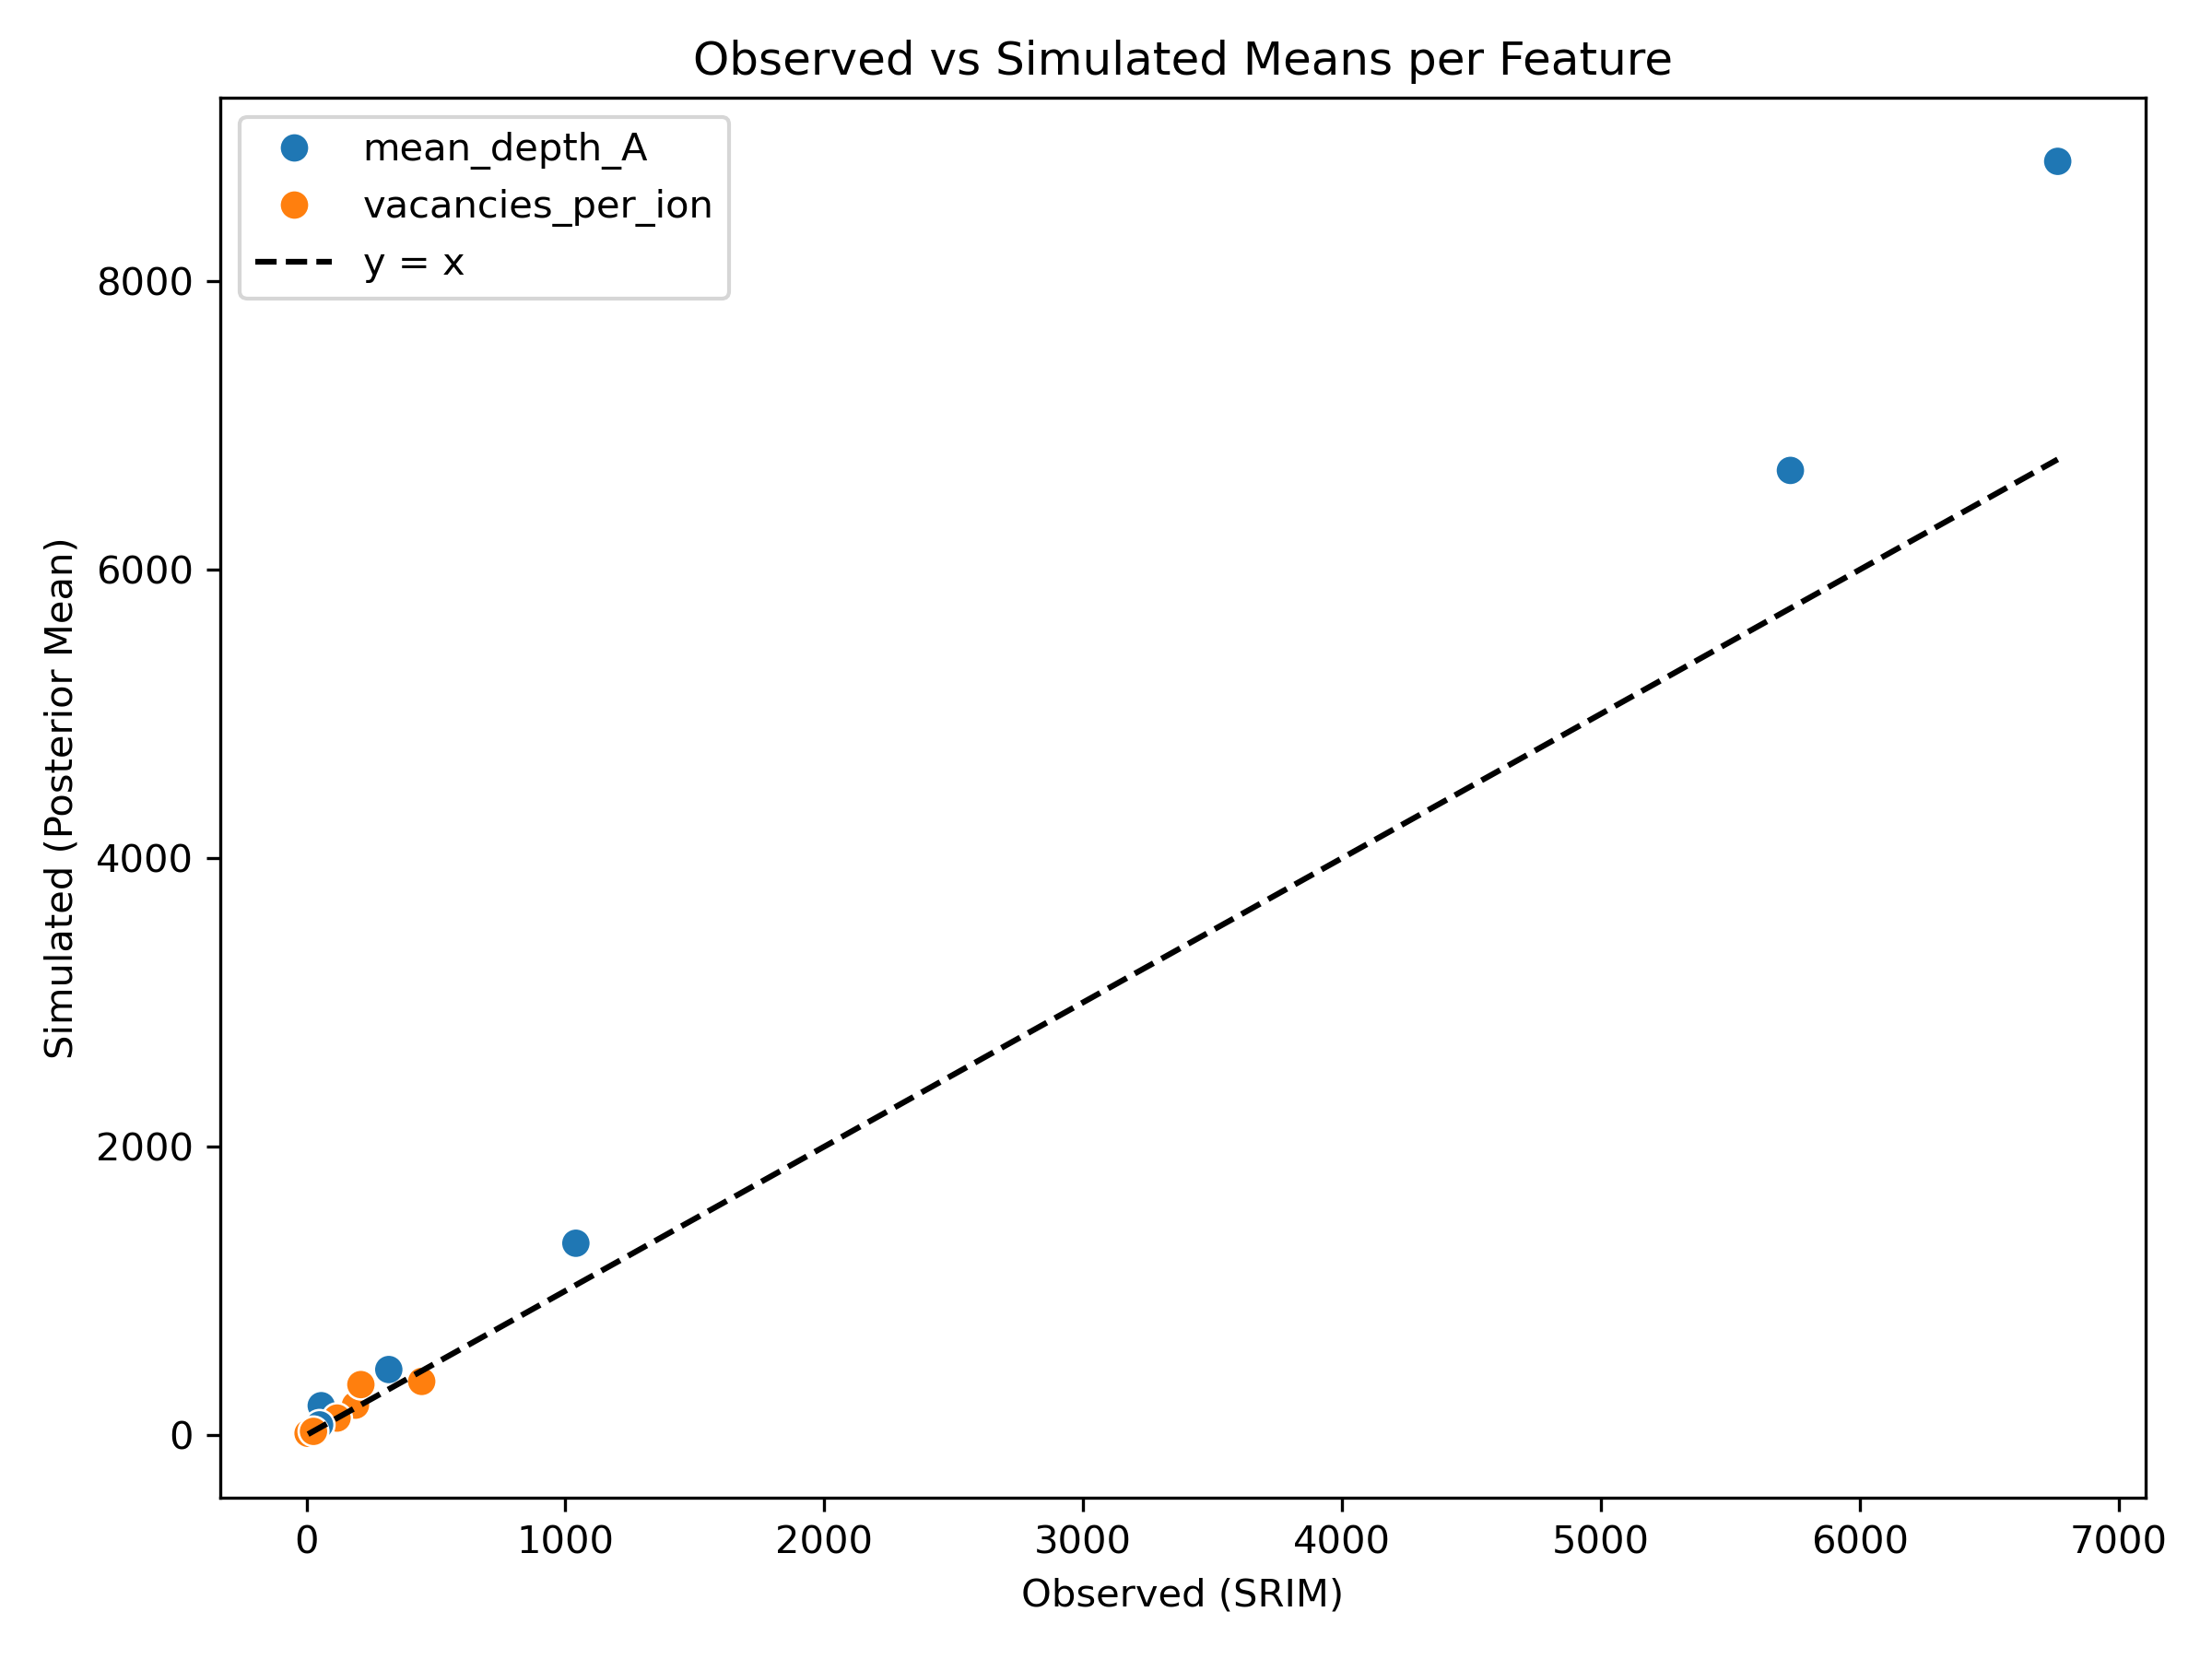 Observed vs Simulated Means per Feature
mean_depth_A
vacancies_per_ion
y = x
Simulated (Posterior Mean)
8000
6000
4000
2000
0
0 1000 2000 3000 4000 5000 6000 7000
Observed (SRIM)